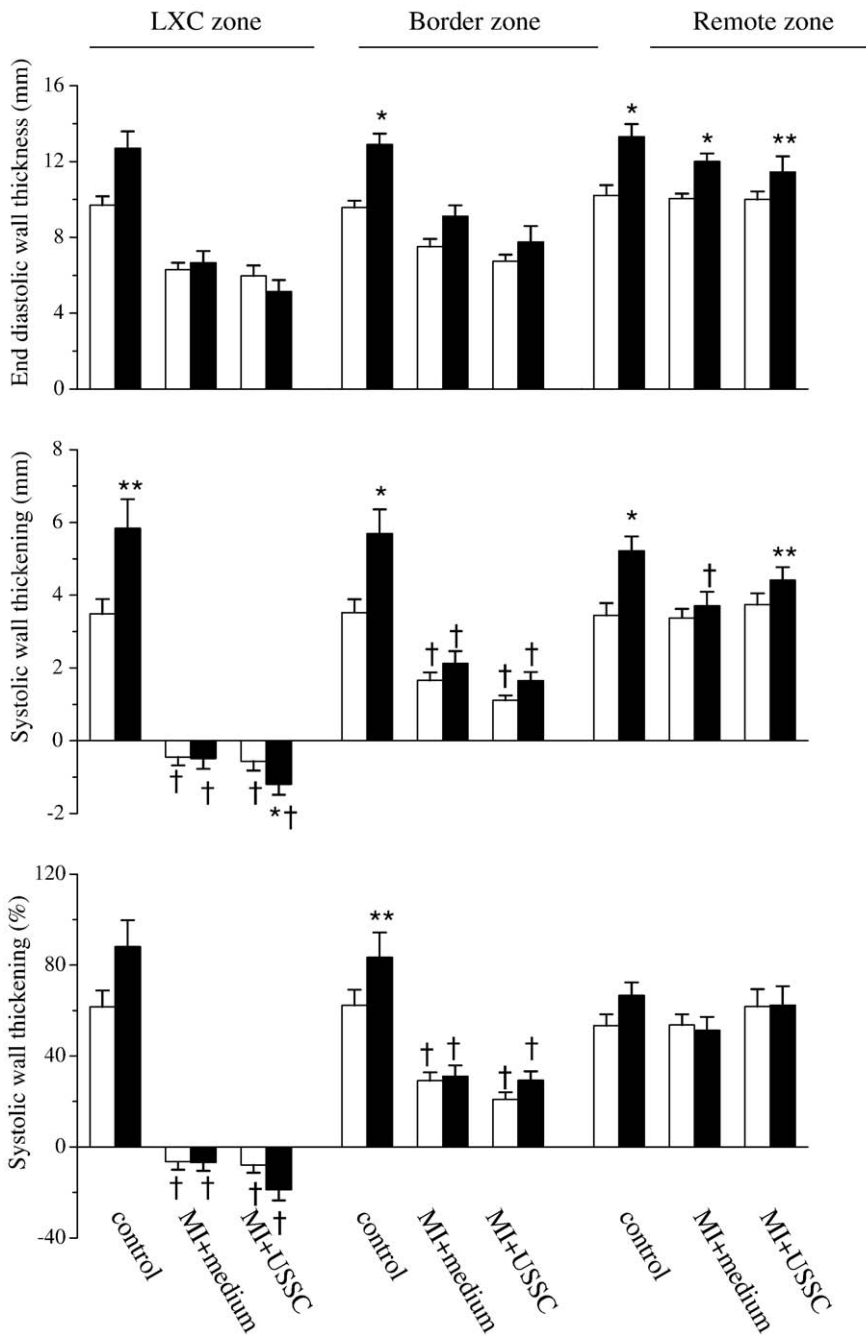 LXC zone Border zone Remote zone
End diastolic wall thickness (mm)
16
12
8
4
0
* * * **
Systolic wall thickening (mm)
8
6
4
2
0
-2
** * * † **
† † † †
† † † *†
Systolic wall thickening (%)
120
80
40
0
-40
**
† † † †
† † † †
control MI+medium MI+USSC control MI+medium MI+USSC control MI+medium MI+USSC